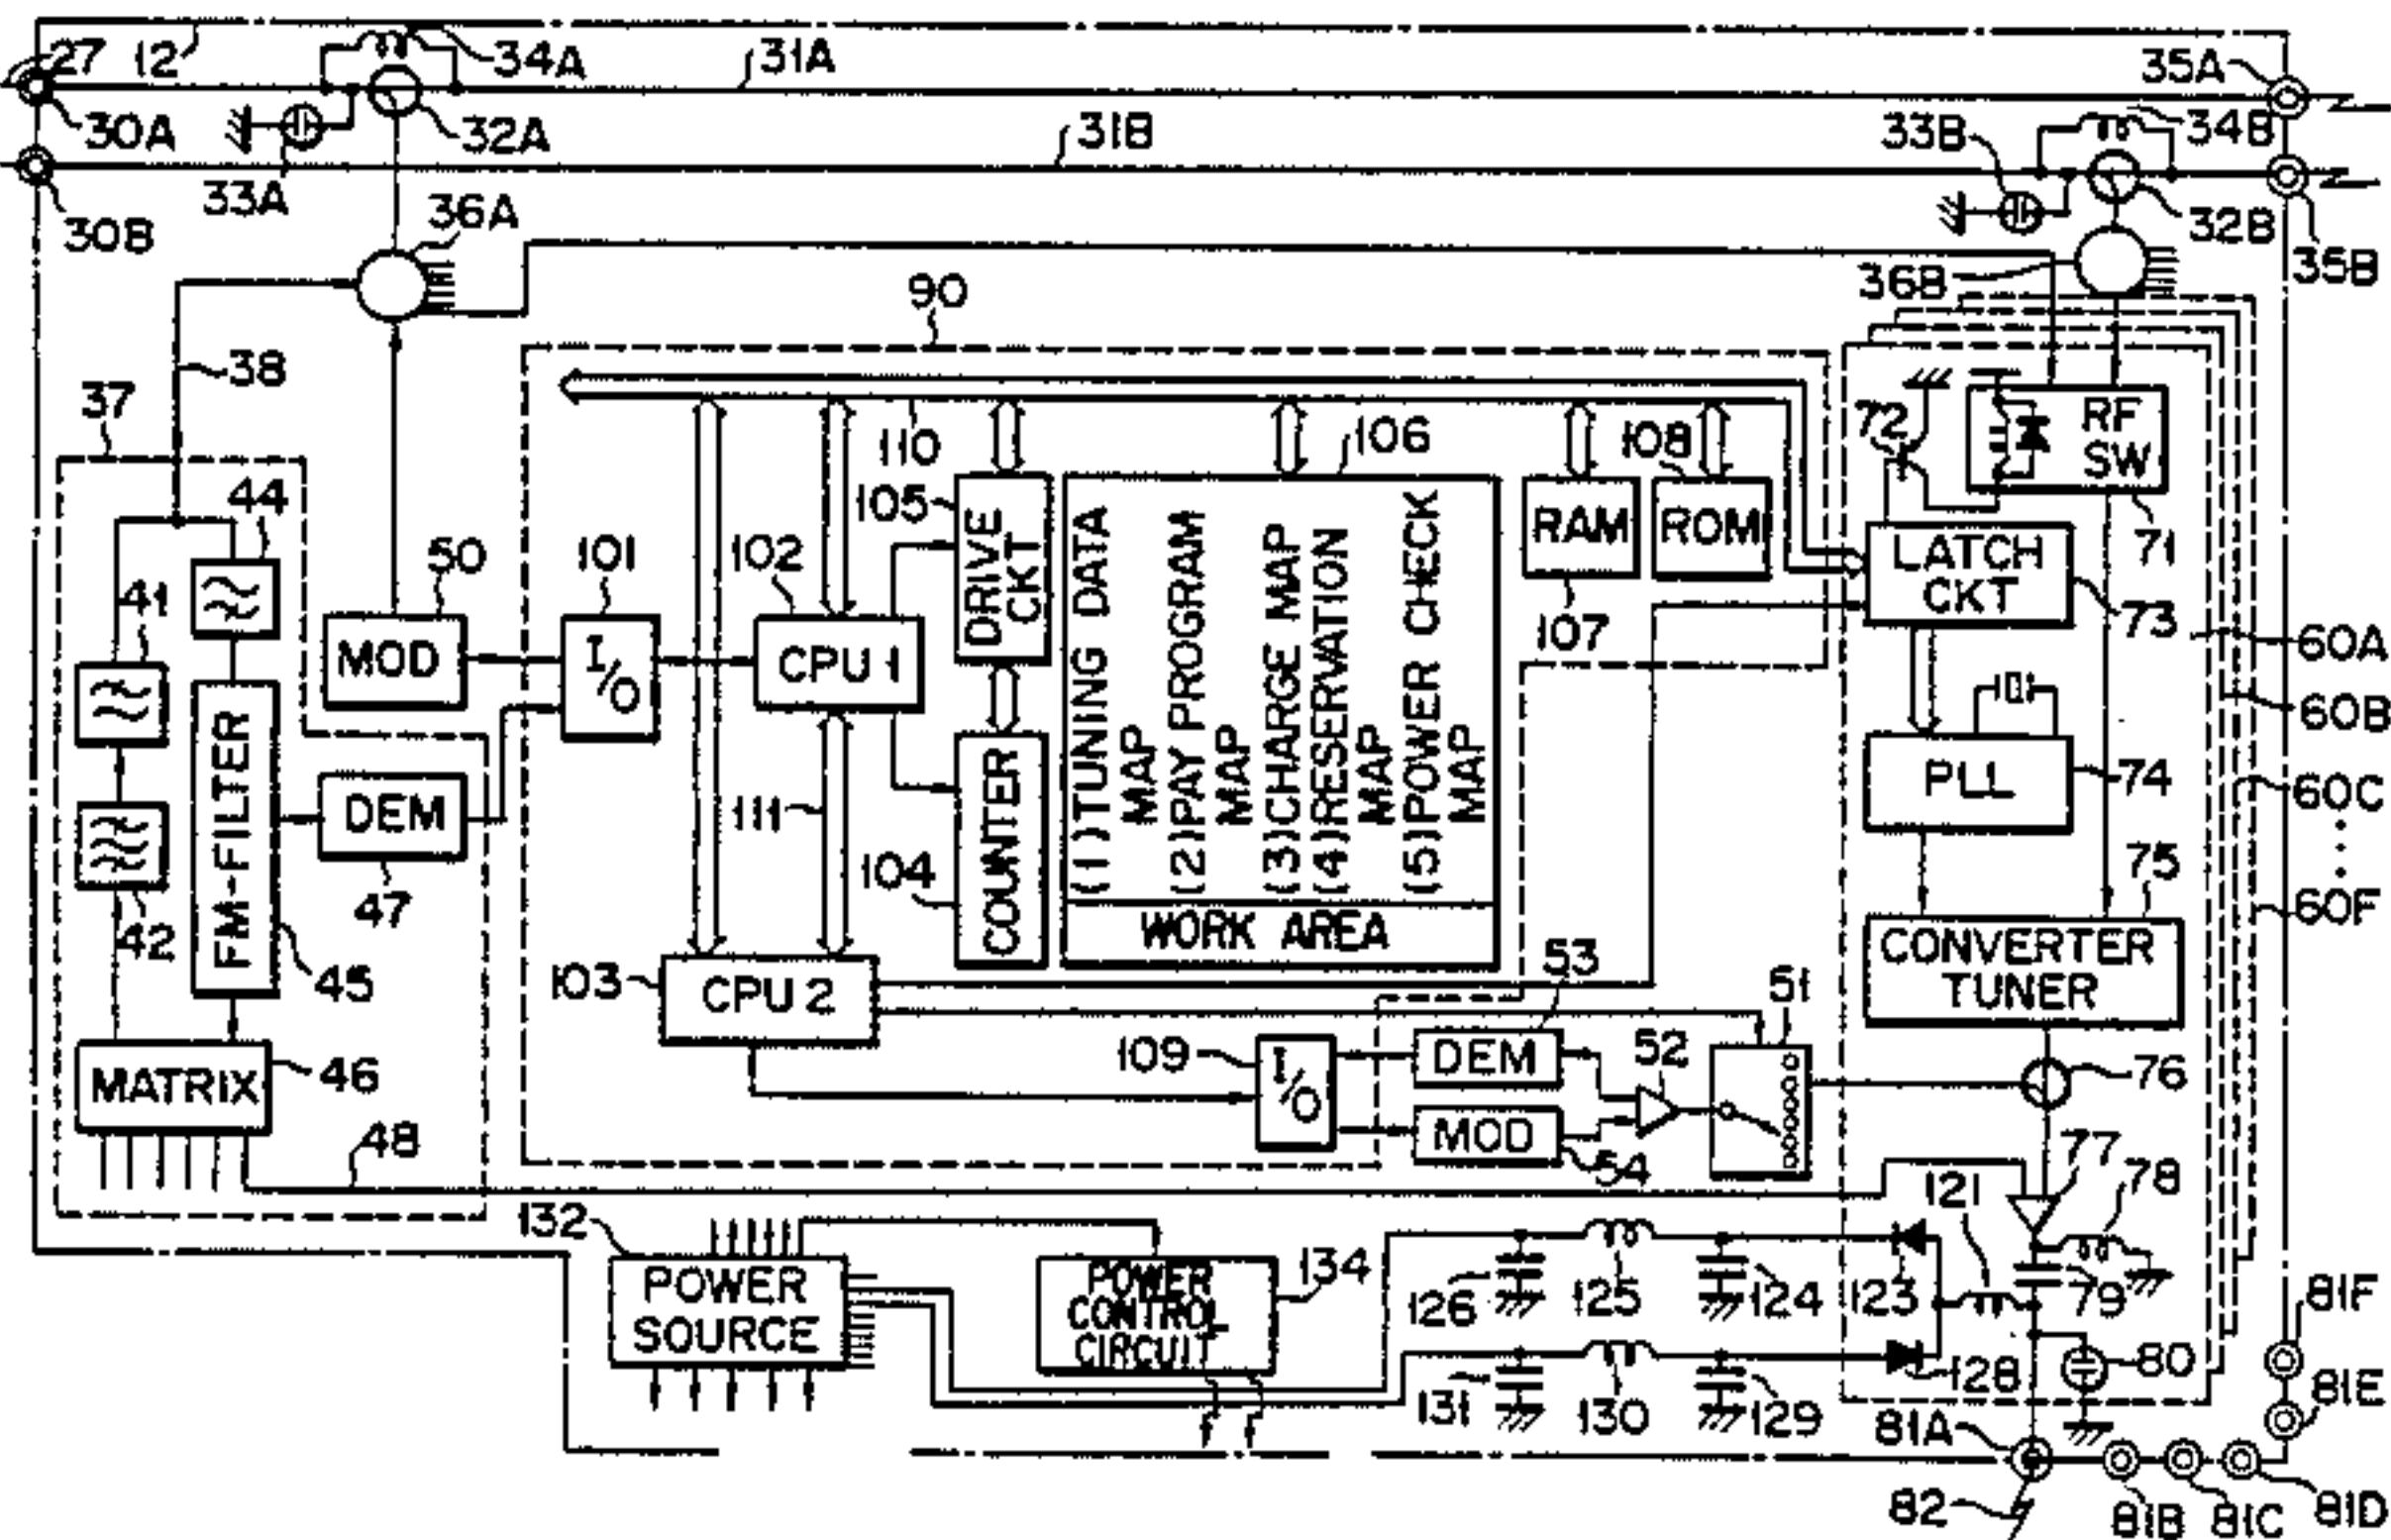 27
12
34A
31A
35A
30A
32A
31B
33B
34B
33A
36A
30B
32B
35B
36B
90
38
37
110
106
108
72
RF
SW
44
105
71
50
101
102
DRIVE
CKT
(1) TUNING DATA
MAP
(2) PAY PROGRAM
MAP
(3) CHARGE MAP
(4) RESERVATION
MAP
(5) POWER CHECK
MAP
WORK AREA
RAM
ROM
LATCH
CKT
41
107
73
60A
MOD
I/O
CPU 1
60B
FM-FILTER
DEM
111
COUNTER
PLL
74
60C
42
47
104
75
60F
45
103
CPU 2
53
51
CONVERTER
TUNER
MATRIX
46
109
I/O
DEM
52
76
48
MOD
54
77
78
121
132
POWER
SOURCE
POWER
CONTROL
CIRCUIT
134
126
125
124
123
79
81F
131
130
129
128
80
81E
81A
82
81B
81C
81D